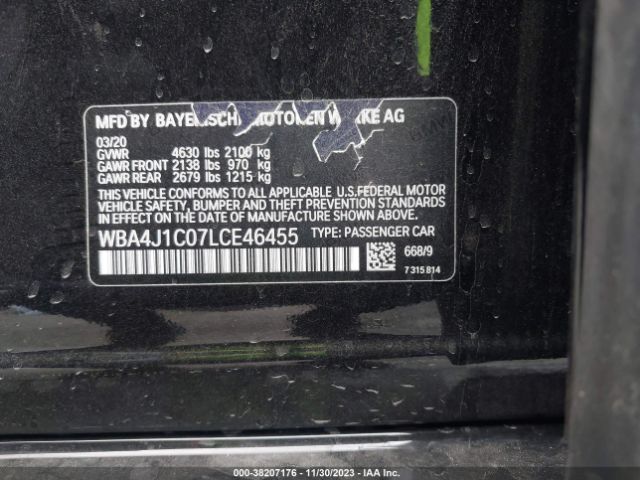 MFD BY BAYERISCHE MOTOREN WERKE AG
03/20
GVWR 4630 lbs 2100 kg
GAWR FRONT 2138 lbs 970 kg
GAWR REAR 2679 lbs 1215 kg
THIS VEHICLE CONFORMS TO ALL APPLICABLE U.S.FEDERAL MOTOR
VEHICLE SAFETY, BUMPER AND THEFT PREVENTION STANDARDS
IN EFFECT ON THE DATE OF MANUFACTURE SHOWN ABOVE.
WBA4J1C07LCE46455 TYPE: PASSENGER CAR
668/9
7 315 814
000-38207176 - 11/30/2023 - IAA Inc.